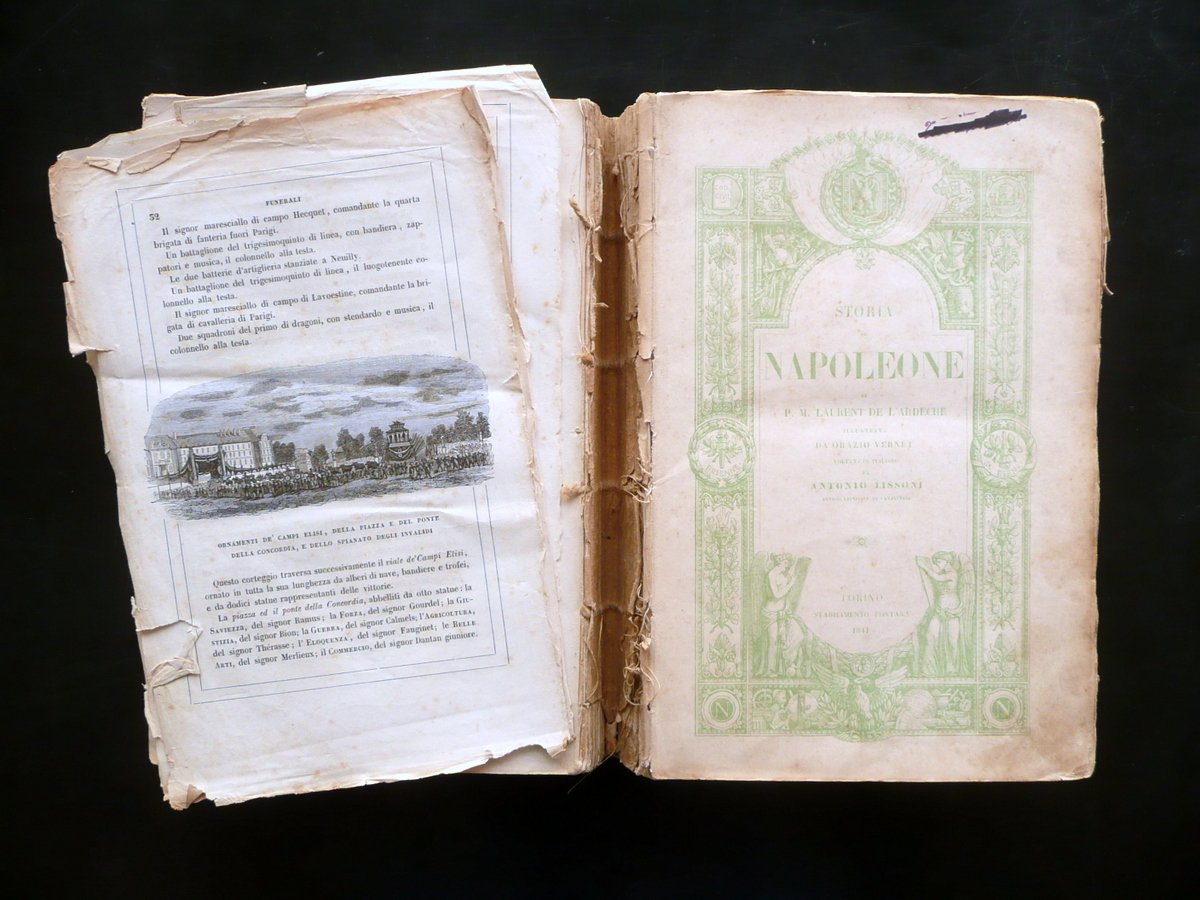 FUNERALI
32
Il signor maresciallo di campo Hecquet, comandante la quarta
brigata di fanteria fuori Parigi.
Un battaglione del trigesimoquinto di linea, con bandiera, zap-
patori e musica, il colonnello alla testa.
Le due batterie d'artiglieria stanziate a Neuilly.
Un battaglione del trigesimoquinto di linea, il luogotenente co-
lonnello alla testa.
Il signor maresciallo di campo di Lavoestine, comandante la bri-
gata di cavalleria di Parigi.
Due squadroni del primo di dragoni, con stendardo e musica, il
colonnello alla testa.
ORNAMENTI DE' CAMPI ELISI, DELLA PIAZZA E DEL PONTE
DELLA CONCORDIA, E DELLO SPIANATO DEGLI INVALIDI
Questo corteggio traversa successivamente il viale de' Campi Elisi,
ornato in tutta la sua lunghezza da alberi di nave, bandiere e trofei,
e da dodici statue rappresentanti delle vittorie.
La piazza ed il ponte della Concordia, abbelliti da otto statue: la
SAVIEZZA, del signor Ramus; la FORZA, del signor Gourdel; la GIU-
STIZIA, del signor Bion; la GUERRA, del signor Calmels; l'AGRICOLTURA,
del signor Thérasse; l'ELOQUENZA, del signor Fauginet; le BELLE
ARTI, del signor Merlieux; il COMMERCIO, del signor Dantan giuniore.
STORIA
NAPOLEONE
P. M. LAURENT DE L'ARDECHE
ILLUSTRATA
DA ORAZIO VERNET
ANTONIO LISSONI
TORINO
STABILIMENTO FONTANA
1841
N
N